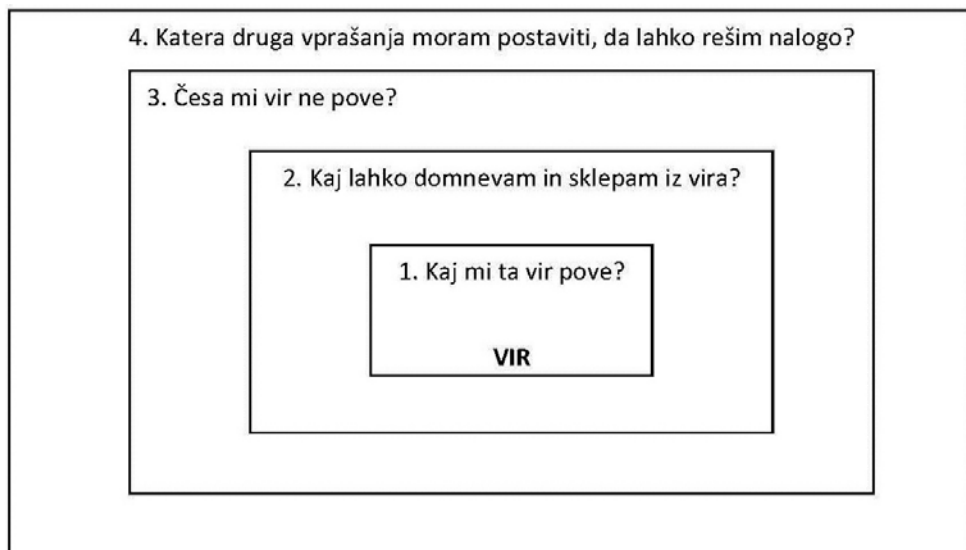 4. Katera druga vprašanja moram postaviti, da lahko rešim nalogo?
3. Česa mi vir ne pove?
2. Kaj lahko domnevam in sklepam iz vira?
1. Kaj mi ta vir pove?
VIR